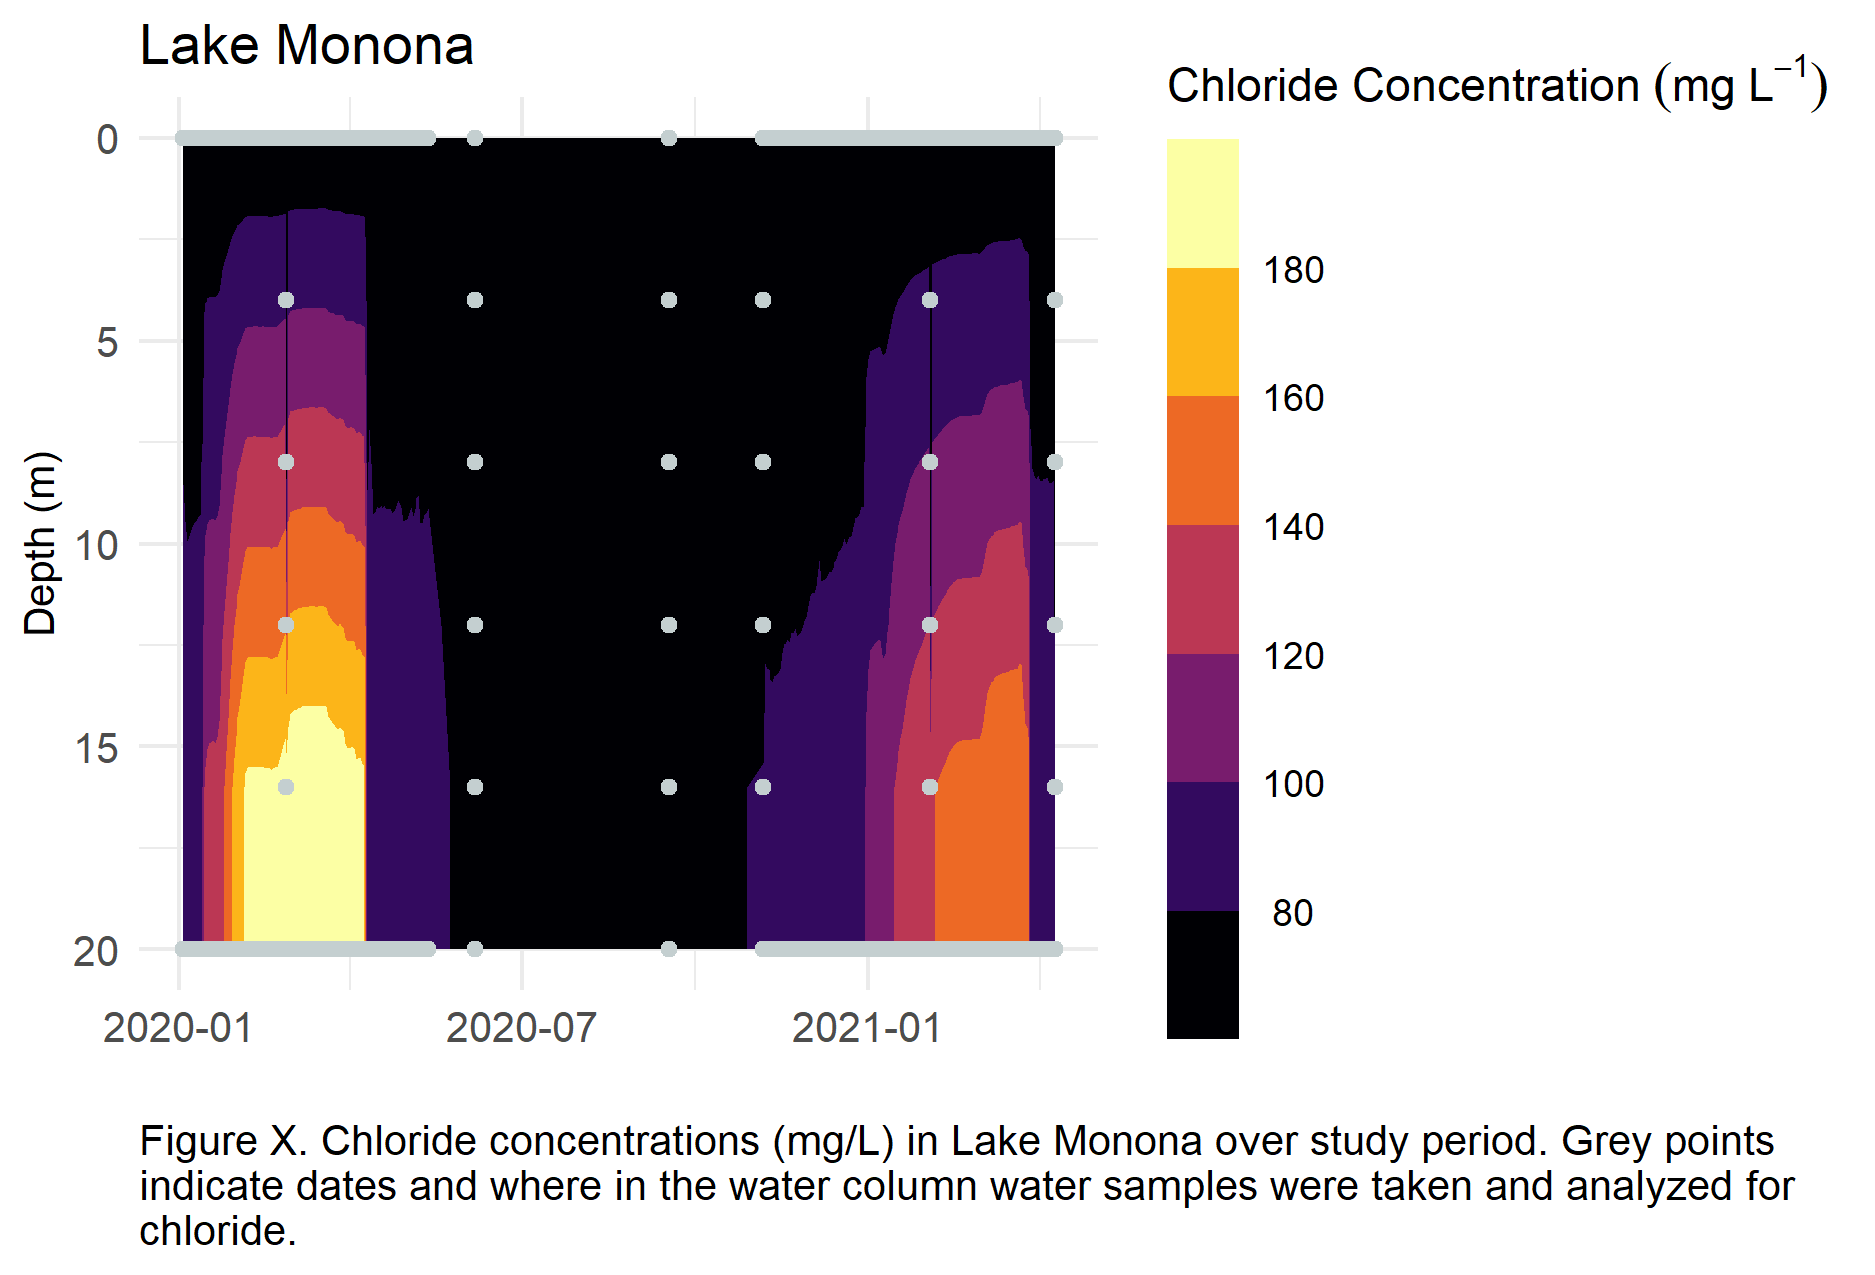 Lake Monona
Chloride Concentration (mg L⁻¹)
0
5
10
15
20
Depth (m)
2020-01
2020-07
2021-01
180
160
140
120
100
80
Figure X. Chloride concentrations (mg/L) in Lake Monona over study period. Grey points
indicate dates and where in the water column water samples were taken and analyzed for
chloride.